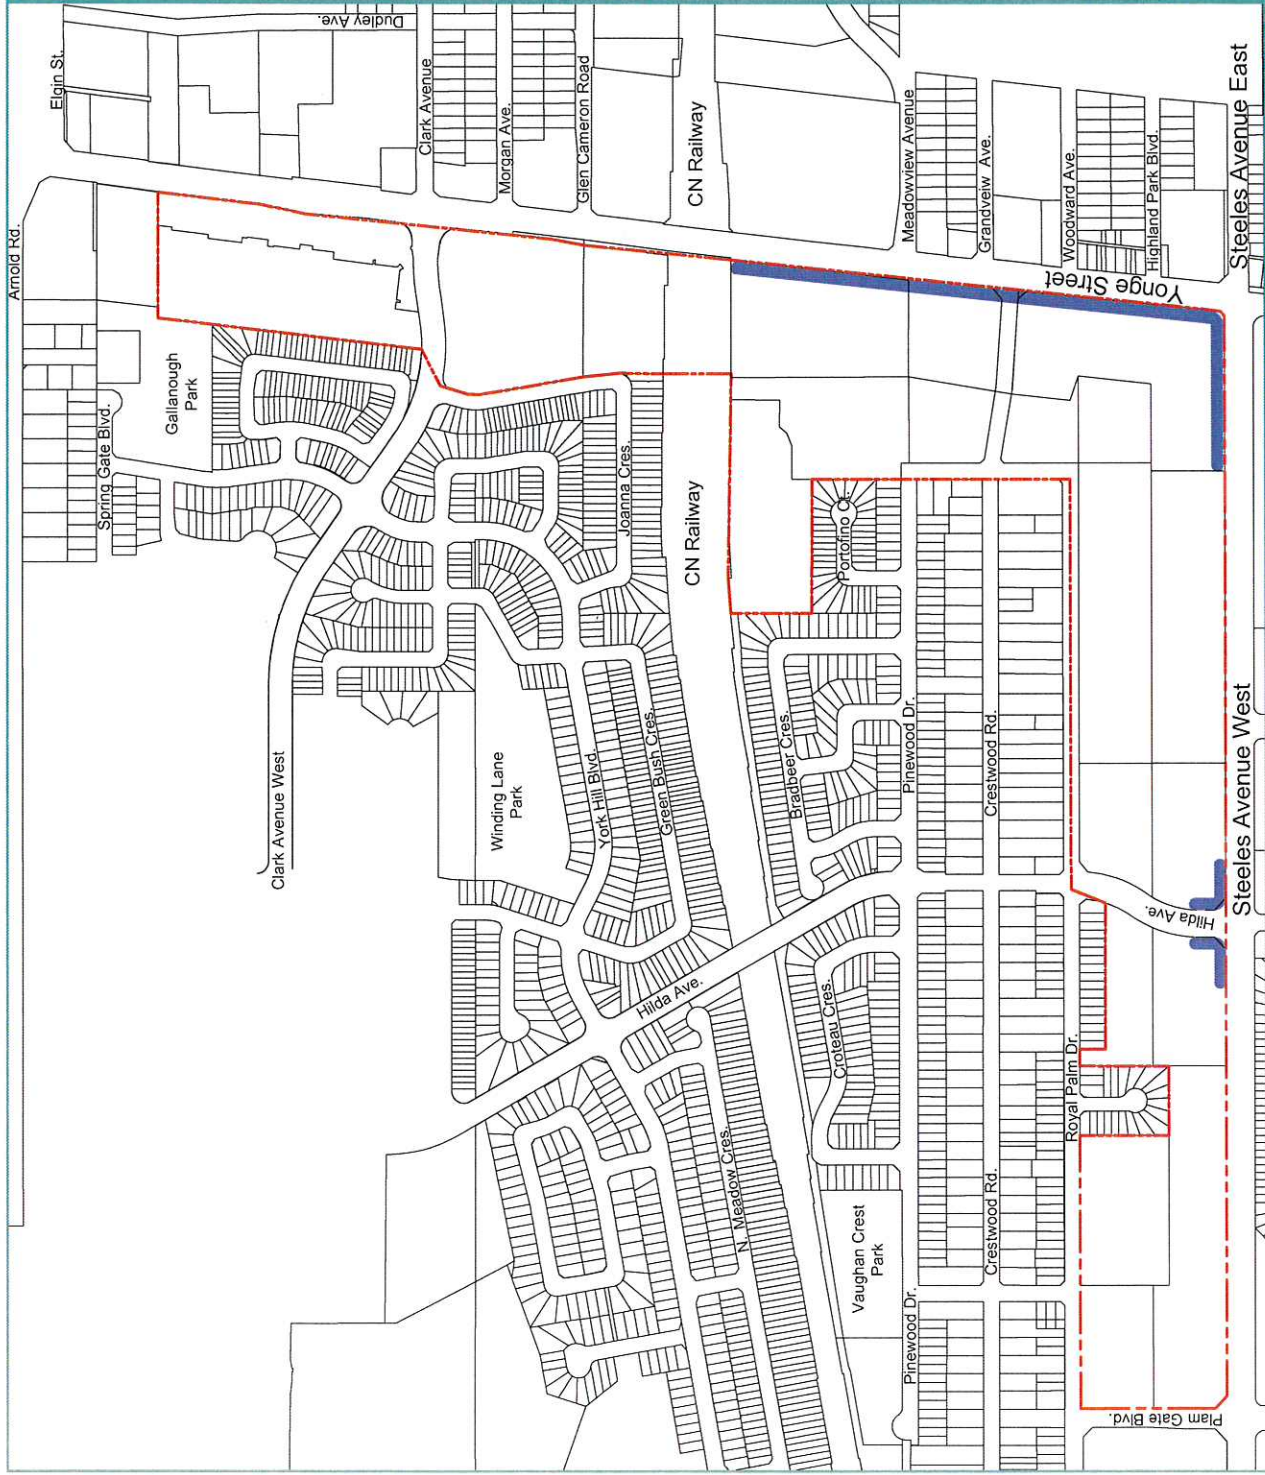 Dudley Ave.
Elgin St.
Clark Avenue
Morgan Ave.
Glen Cameron Road
CN Railway
Meadowview Avenue
Grandveiw Ave.
Woodward Ave.
Highland Park Blvd.
Steeles Avenue East
Arnold Rd.
Yonge Street
Gallanough
Park
Spring Gate Blvd.
Joanna Cres.
CN Railway
Portofino Ct.
Clark Avenue West
Winding Lane
Park
York Hill Blvd.
Green Bush Cres.
Bradbeer Cres.
Pinewood Dr.
Crestwood Rd.
Steeles Avenue West
Hilda Ave.
Hilda Ave.
Croteau Cres.
Royal Palm Dr.
N. Meadow Cres.
Vaughan Crest
Park
Crestwood Rd.
Pinewood Dr.
Plam Gate Blvd.